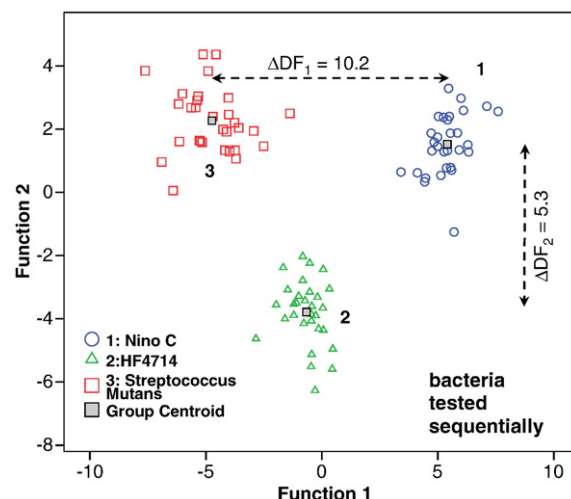 ΔDF1 = 10.2
1
4
2
0
-2
-4
-6
-8
Function 2
3
ΔDF2 = 5.3
2
1: Nino C
2:HF4714
3: Streptococcus
Mutans
Group Centroid
bacteria
tested
sequentially
-10
-5
0
5
10
Function 1